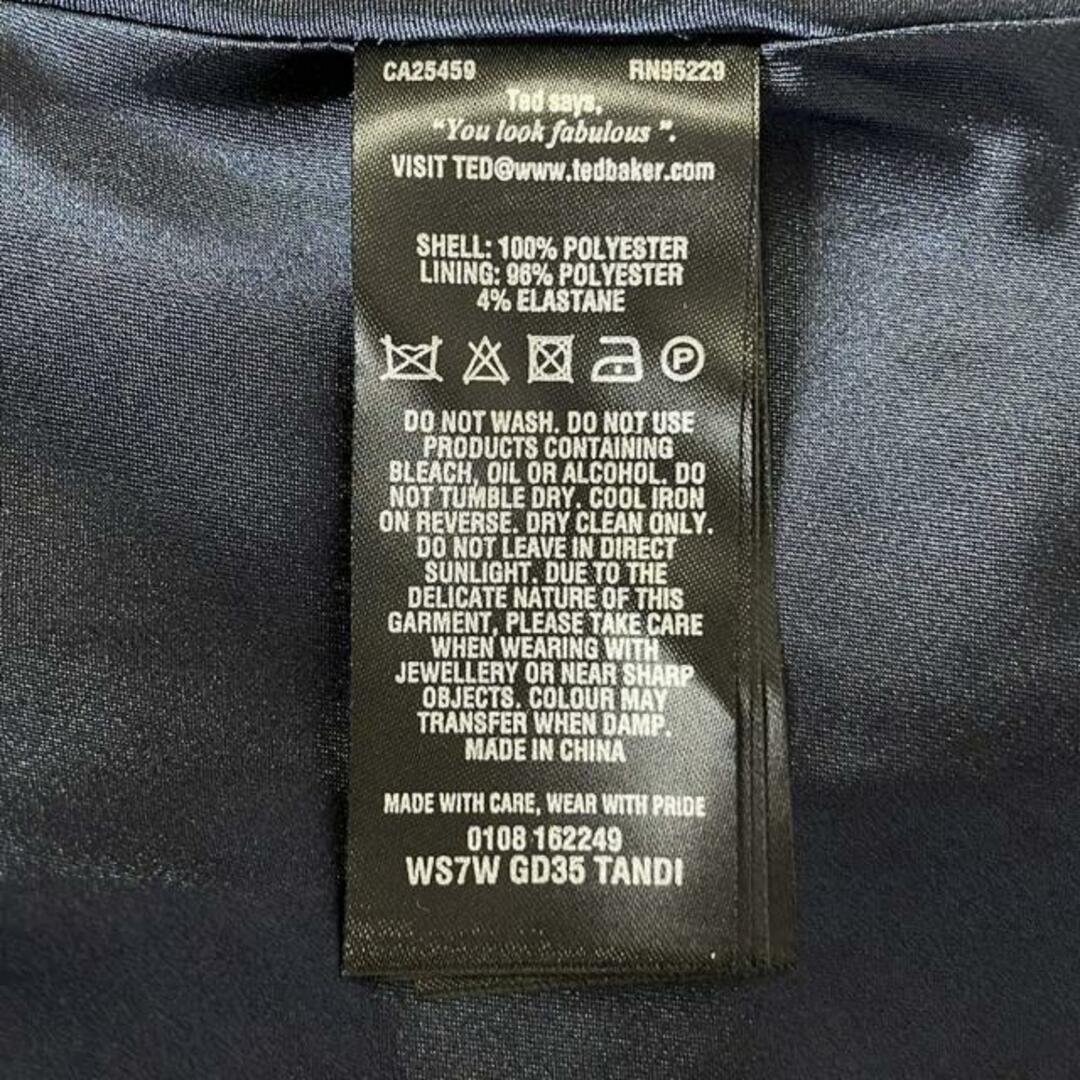 CA25459 RN95229
Ted says,
"You look fabulous".
VISIT TED@www.tedbaker.com
SHELL: 100% POLYESTER
LINING: 96% POLYESTER
4% ELASTANE
P
DO NOT WASH. DO NOT USE
PRODUCTS CONTAINING
BLEACH, OIL OR ALCOHOL. DO
NOT TUMBLE DRY. COOL IRON
ON REVERSE. DRY CLEAN ONLY.
DO NOT LEAVE IN DIRECT
SUNLIGHT. DUE TO THE
DELICATE NATURE OF THIS
GARMENT, PLEASE TAKE CARE
WHEN WEARING WITH
JEWELLERY OR NEAR SHARP
OBJECTS. COLOUR MAY
TRANSFER WHEN DAMP.
MADE IN CHINA
MADE WITH CARE, WEAR WITH PRIDE
0108 162249
WS7W GD35 TANDI